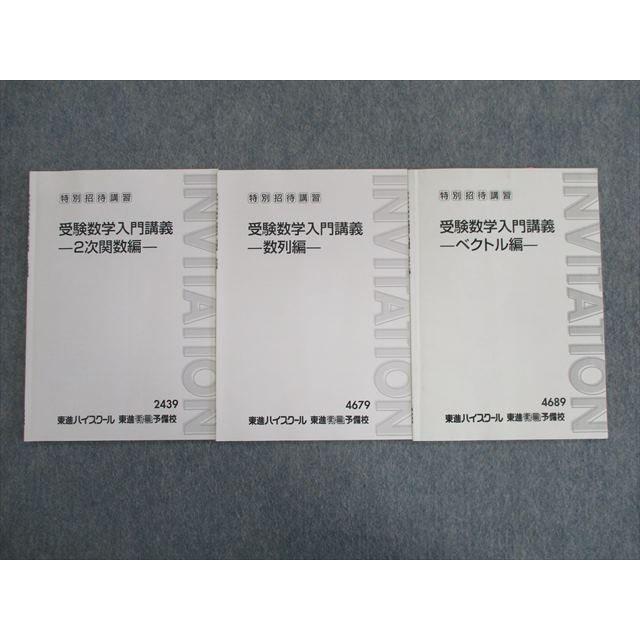 特別招待講習
受験数学入門講義
―2次関数編―
2439
東進ハイスクール 東進衛星予備校
INVITATION
特別招待講習
受験数学入門講義
―数列編―
4679
東進ハイスクール 東進衛星予備校
INVITATION
特別招待講習
受験数学入門講義
―ベクトル編―
4689
東進ハイスクール 東進衛星予備校
INVITATION